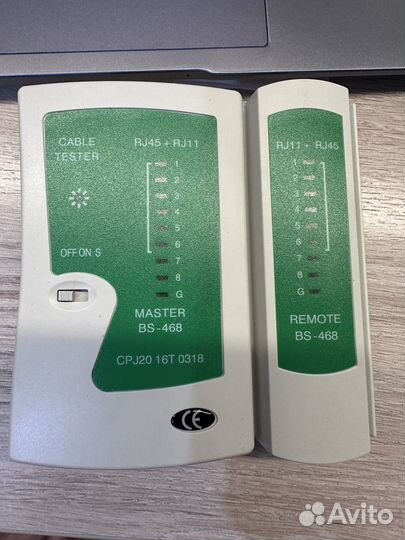 CABLE
TESTER
RJ45 + RJ11
1
2
3
4
5
6
7
8
G
OFF ON S
MASTER
BS-468
CPJ20 16T 0318
CE
RJ11 + RJ45
1
2
3
4
5
6
7
8
G
REMOTE
BS-468
Avito